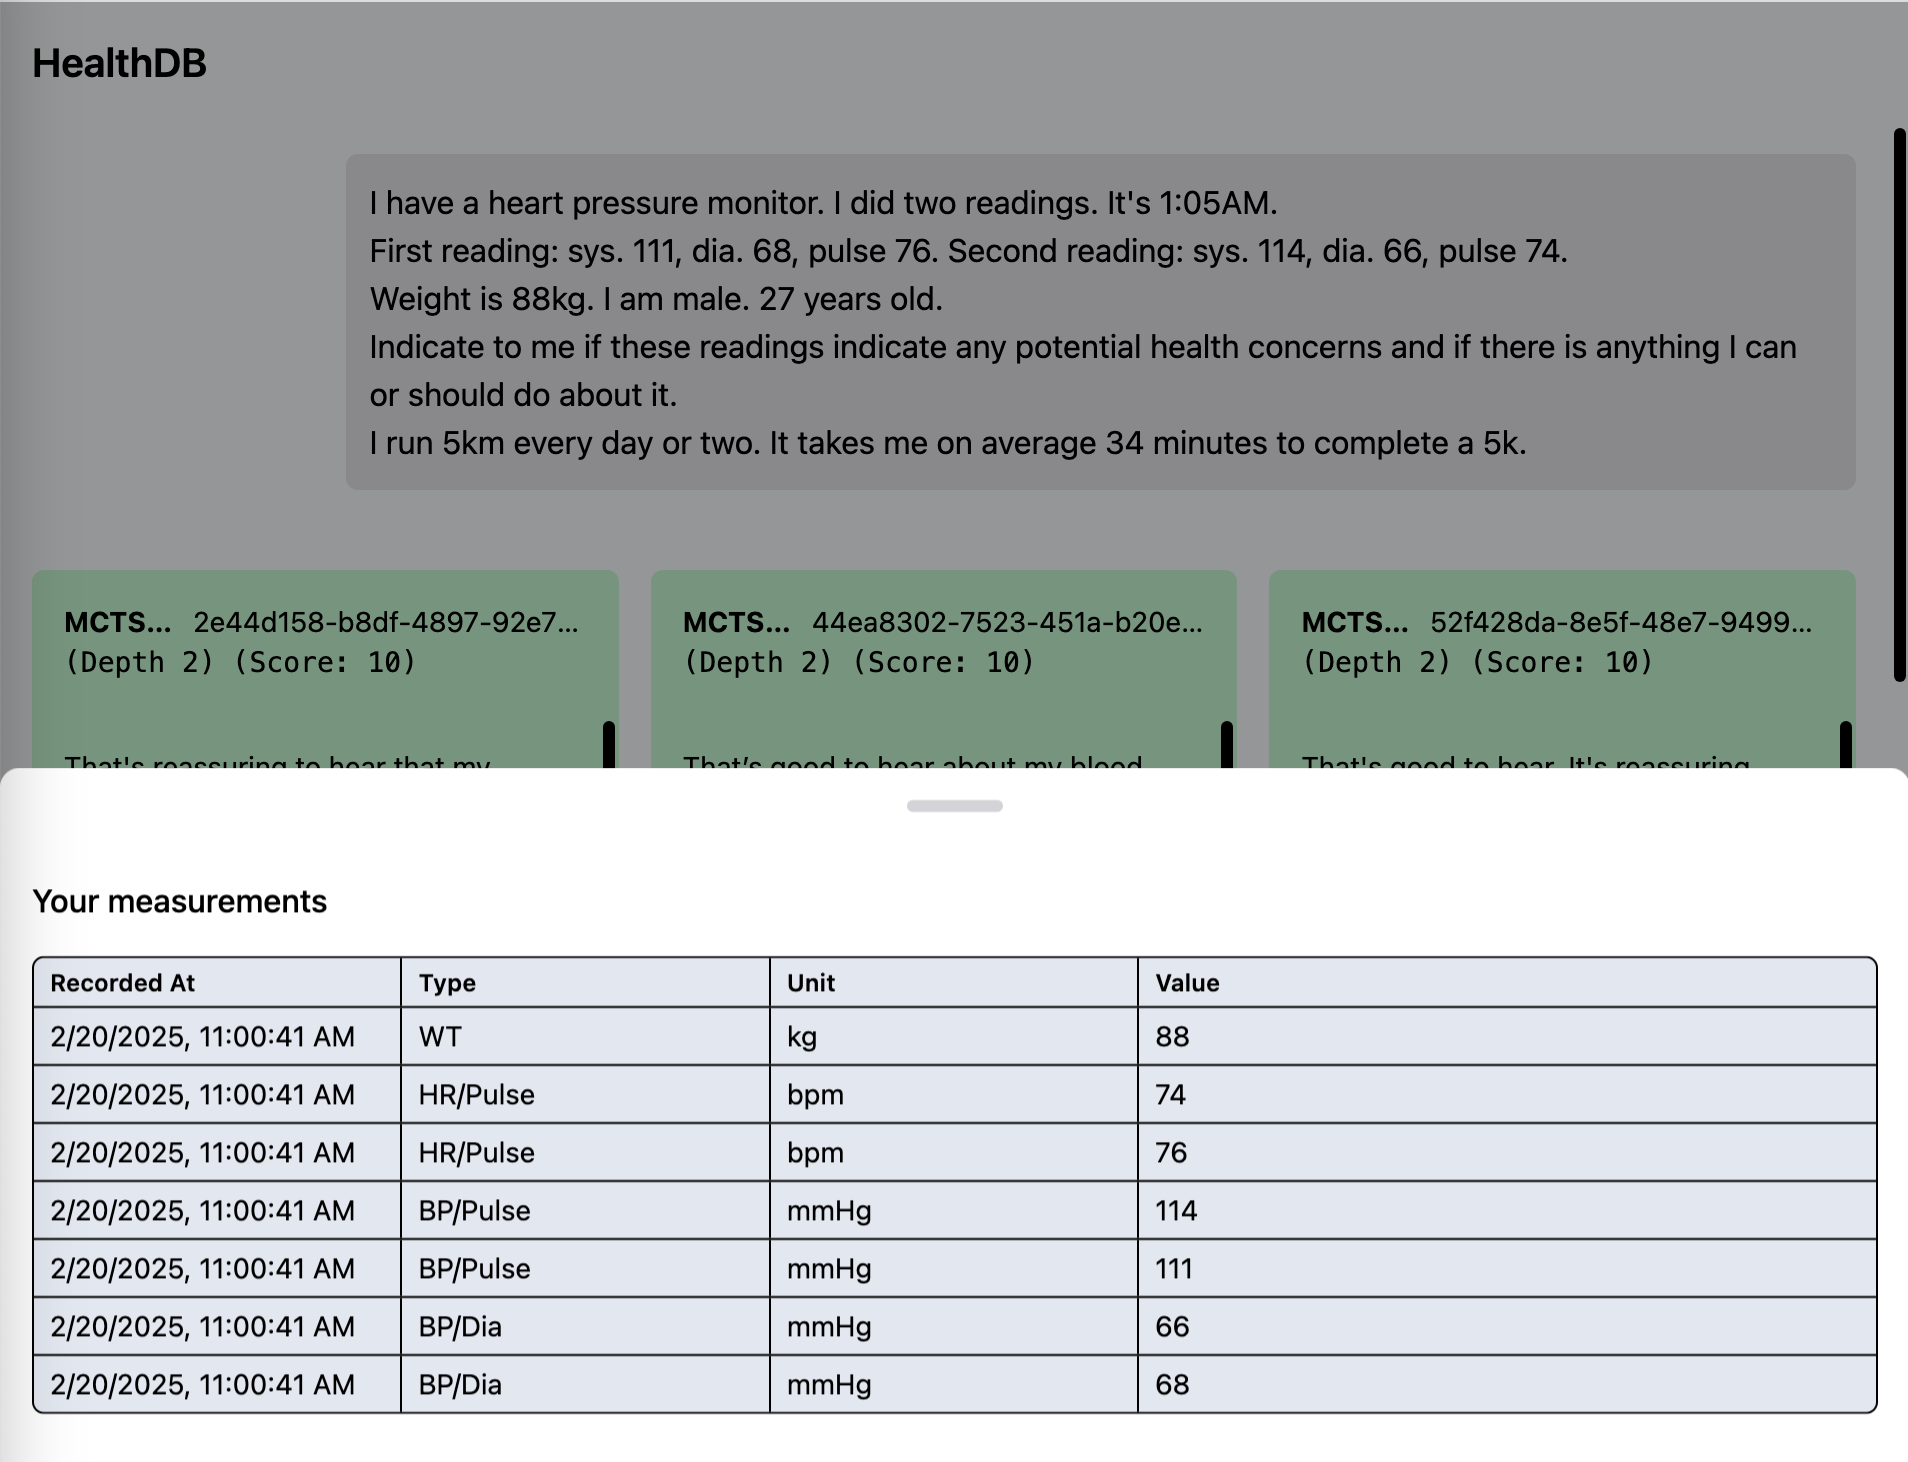 HealthDB
I have a heart pressure monitor. I did two readings. It's 1:05AM.
First reading: sys. 111, dia. 68, pulse 76. Second reading: sys. 114, dia. 66, pulse 74.
Weight is 88kg. I am male. 27 years old.
Indicate to me if these readings indicate any potential health concerns and if there is anything I can
or should do about it.
I run 5km every day or two. It takes me on average 34 minutes to complete a 5k.
MCTS... 2e44d158-b8df-4897-92e7...
(Depth 2) (Score: 10)
That's reassuring to hear that my
MCTS... 44ea8302-7523-451a-b20e...
(Depth 2) (Score: 10)
That’s good to hear about my blood
MCTS... 52f428da-8e5f-48e7-9499...
(Depth 2) (Score: 10)
That's good to hear. It's reassuring
Your measurements
Recorded At Type Unit Value
2/20/2025, 11:00:41 AM WT kg 88
2/20/2025, 11:00:41 AM HR/Pulse bpm 74
2/20/2025, 11:00:41 AM HR/Pulse bpm 76
2/20/2025, 11:00:41 AM BP/Pulse mmHg 114
2/20/2025, 11:00:41 AM BP/Pulse mmHg 111
2/20/2025, 11:00:41 AM BP/Dia mmHg 66
2/20/2025, 11:00:41 AM BP/Dia mmHg 68